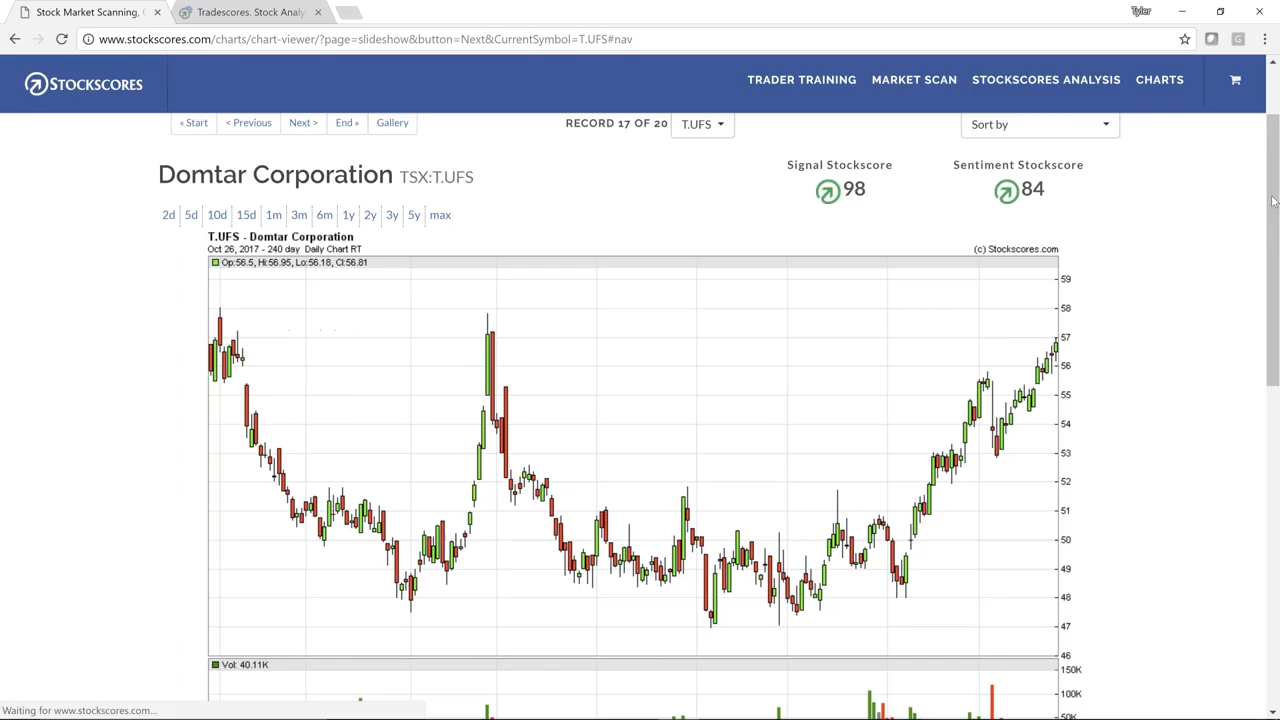 Stock Market Scanning, C
Tradescores. Stock Analy
Tyler
www.stockscores.com/charts/chart-viewer/?page=slideshow&button=Next&CurrentSymbol=T.UFS#nav
STOCKSCORES
TRADER TRAINING MARKET SCAN STOCKSCORES ANALYSIS CHARTS
« Start < Previous Next > End » Gallery
RECORD 17 OF 20 T.UFS
Sort by
Domtar Corporation TSX:T.UFS
Signal Stockscore
98
Sentiment Stockscore
84
2d 5d 10d 15d 1m 3m 6m 1y 2y 3y 5y max
T.UFS - Domtar Corporation
Oct 26, 2017 - 240 day Daily Chart RT
(c) Stockscores.com
Op:56.5, Hi:56.95, Lo:56.18, Cl:56.81
59
58
57
56
55
54
53
52
51
50
49
48
47
46
Vol: 40.11K
150K
100K
50K
Waiting for www.stockscores.com...